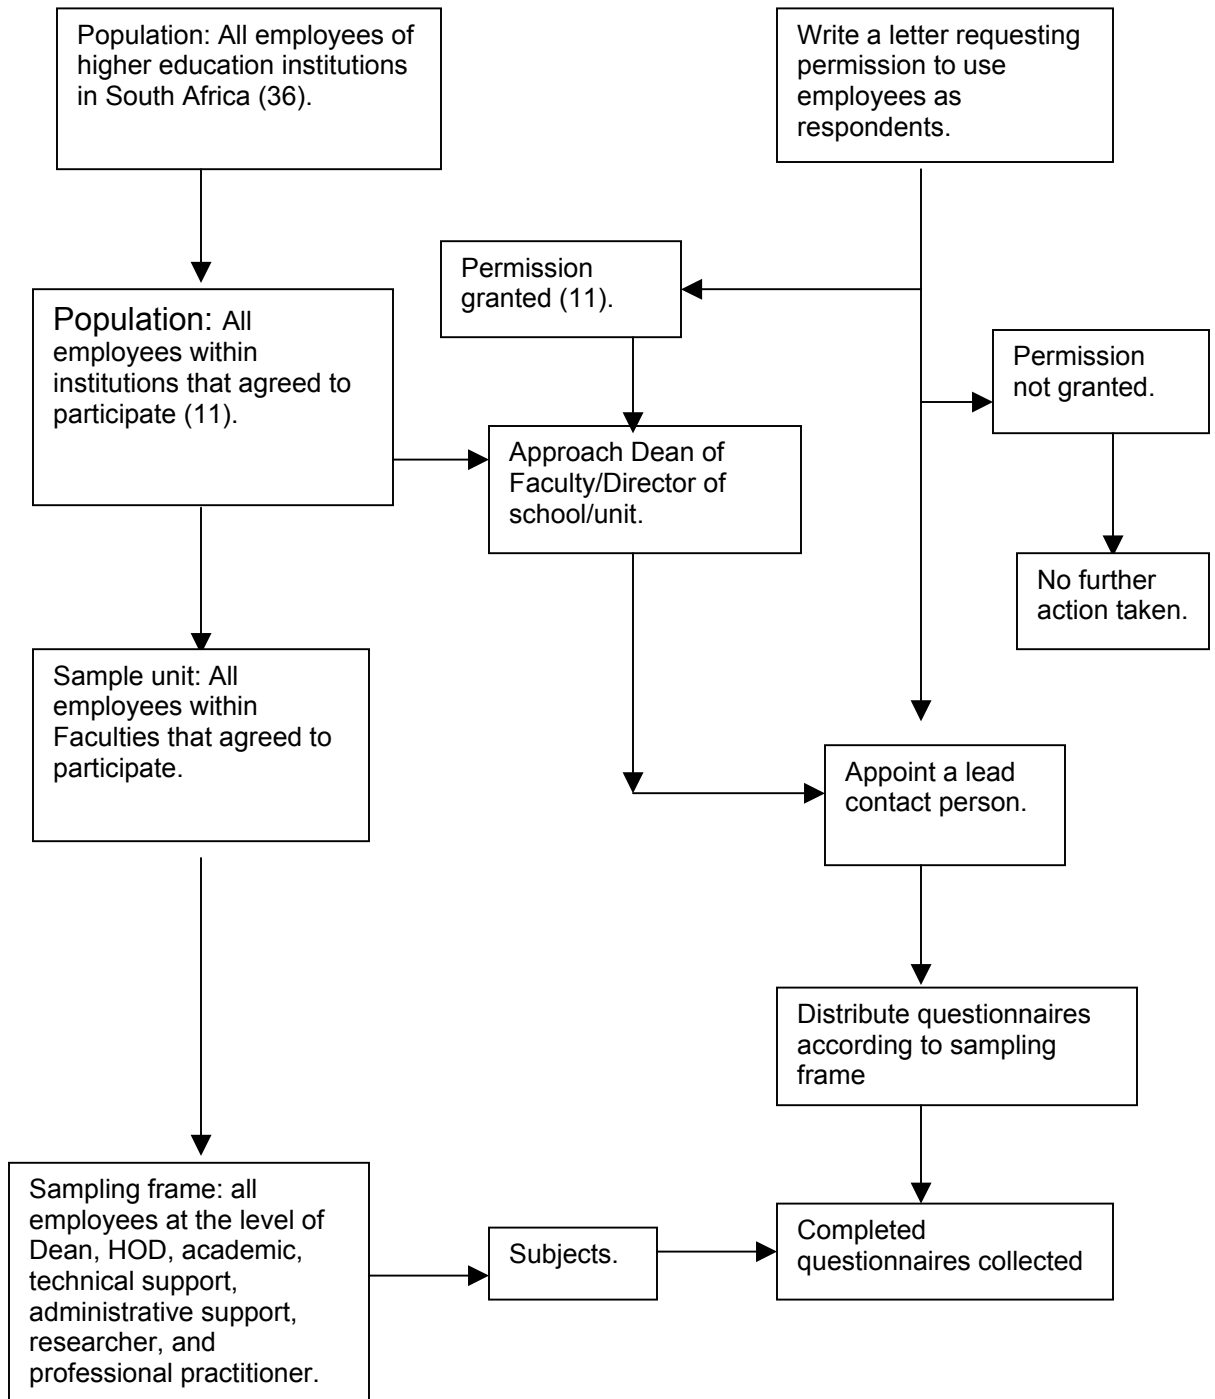 Population: All employees of
higher education institutions
in South Africa (36).
Write a letter requesting
permission to use
employees as
respondents.
Permission
granted (11).
Population: All
employees within
institutions that agreed to
participate (11).
Permission
not granted.
Approach Dean of
Faculty/Director of
school/unit.
No further
action taken.
Sample unit: All
employees within
Faculties that agreed to
participate.
Appoint a lead
contact person.
Distribute questionnaires
according to sampling
frame
Sampling frame: all
employees at the level of
Dean, HOD, academic,
technical support,
administrative support,
researcher, and
professional practitioner.
Subjects.
Completed
questionnaires collected